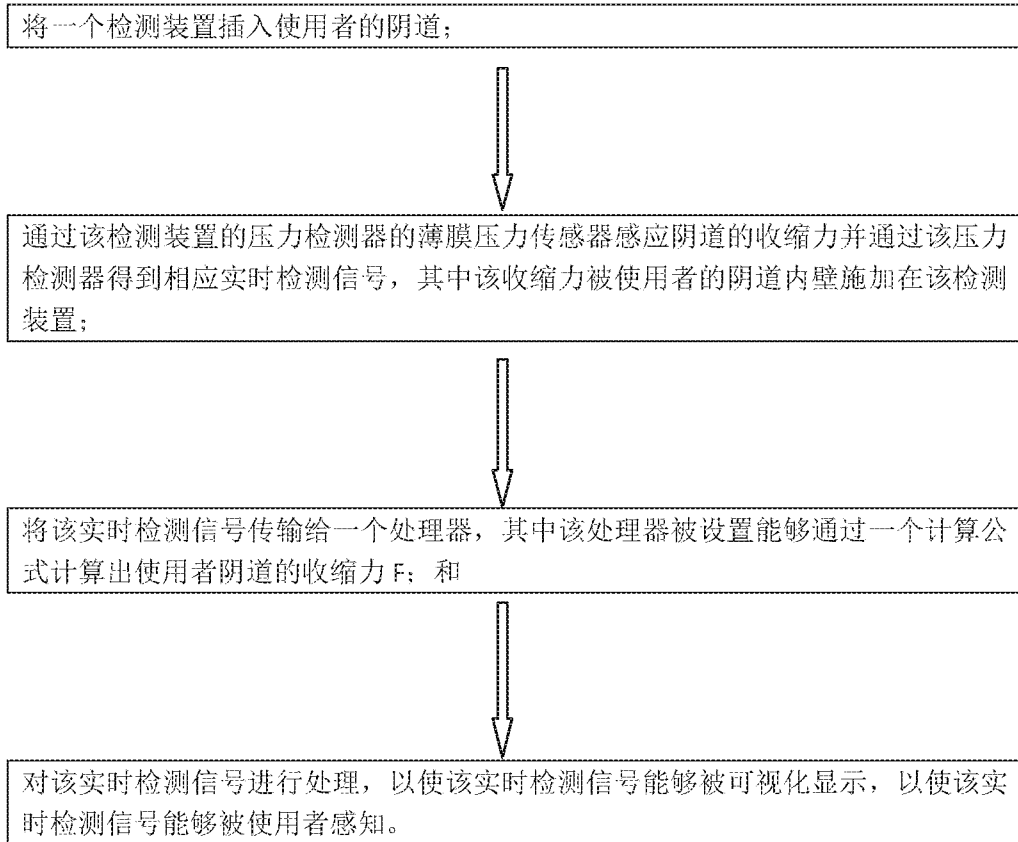 将一个检测装置插入使用者的阴道；
通过该检测装置的压力检测器的薄膜压力传感器感应阴道的收缩力并通过该压力
检测器得到相应实时检测信号，其中该收缩力被使用者的阴道内壁施加在该检测
装置；
将该实时检测信号传输给一个处理器，其中该处理器被设置能够通过一个计算公
式计算出使用者阴道的收缩力 F；和
对该实时检测信号进行处理，以使该实时检测信号能够被可视化显示，以使该实
时检测信号能够被使用者感知。